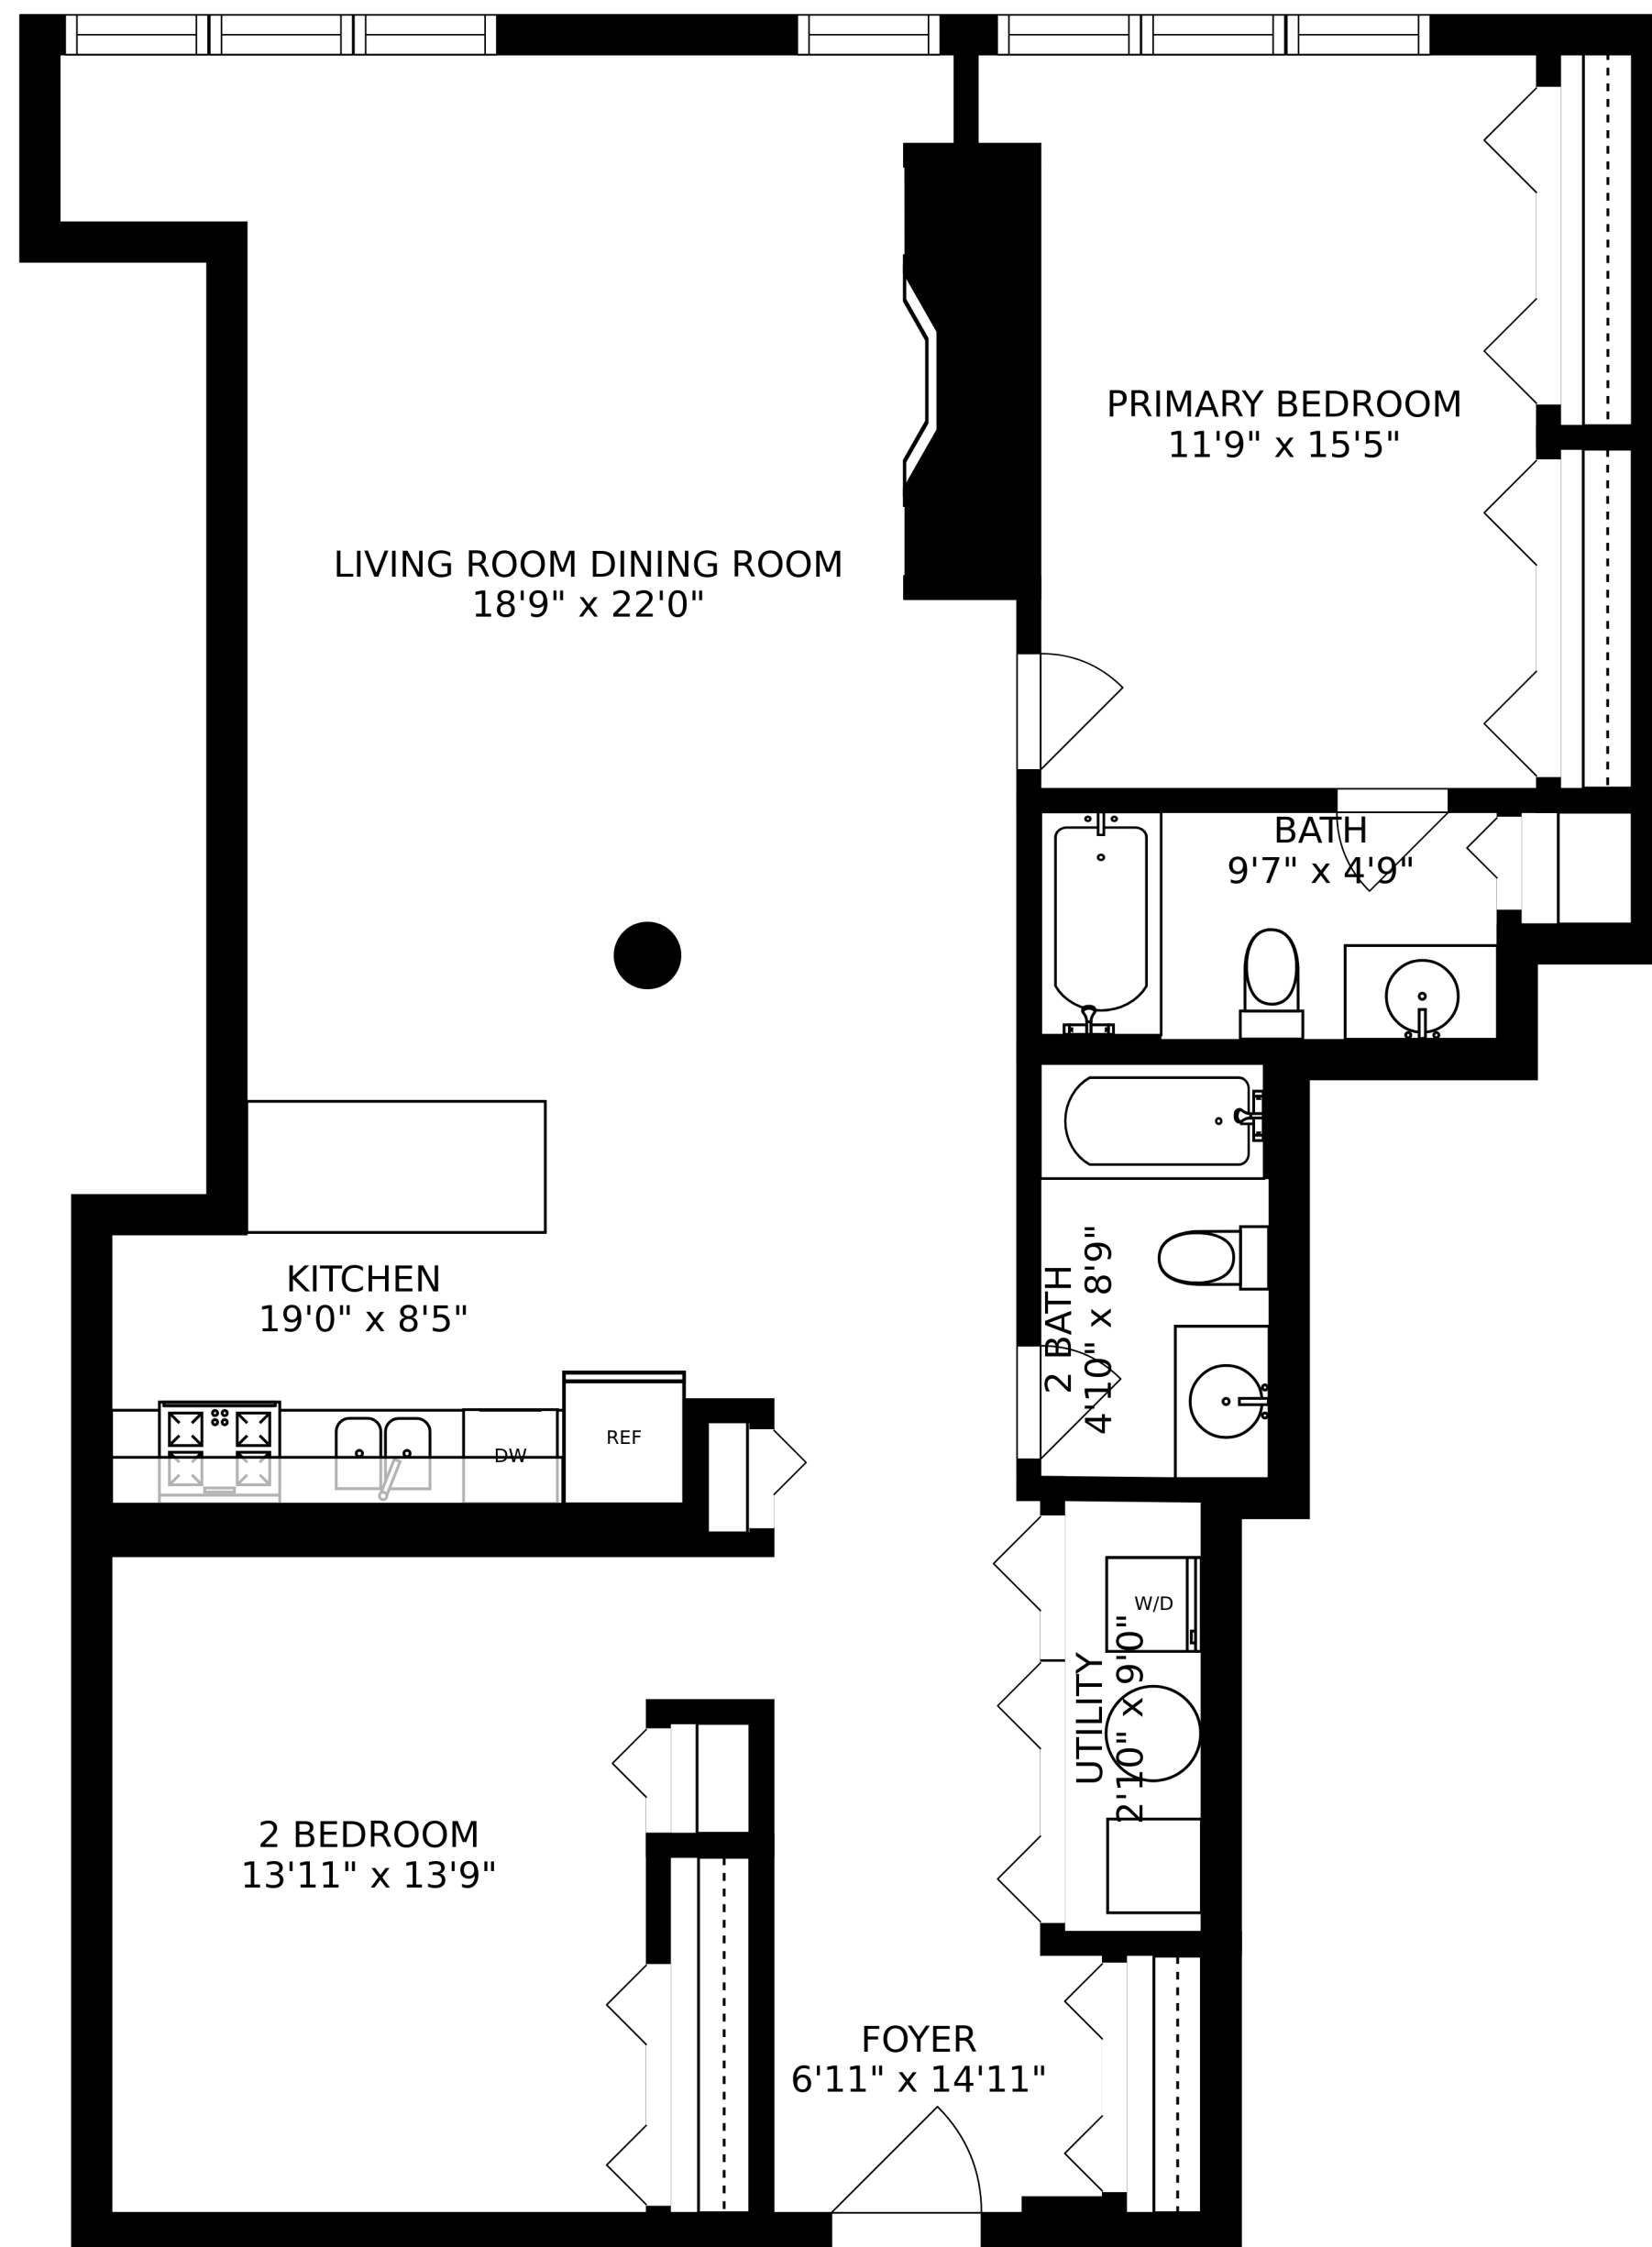 PRIMARY BEDROOM
11'9" x 15'5"
LIVING ROOM DINING ROOM
18'9" x 22'0"
BATH
9'7" x 4'9"
KITCHEN
19'0" x 8'5"
2 BATH
4'10" x 8'9"
DW
REF
W/D
UTILITY
2'10" x 9'0"
2 BEDROOM
13'11" x 13'9"
FOYER
6'11" x 14'11"